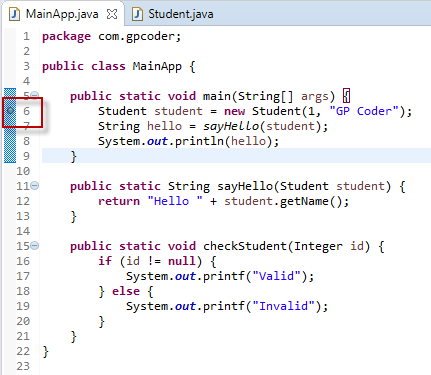 MainApp.java Student.java
1 package com.gpcoder;
2
3 public class MainApp {
4
5 public static void main(String[] args) {
6 Student student = new Student(1, "GP Coder");
7 String hello = sayHello(student);
8 System.out.println(hello);
9 }
10
11 public static String sayHello(Student student) {
12 return "Hello " + student.getName();
13 }
14
15 public static void checkStudent(Integer id) {
16 if (id != null) {
17 System.out.printf("Valid");
18 } else {
19 System.out.printf("Invalid");
20 }
21 }
22 }
23